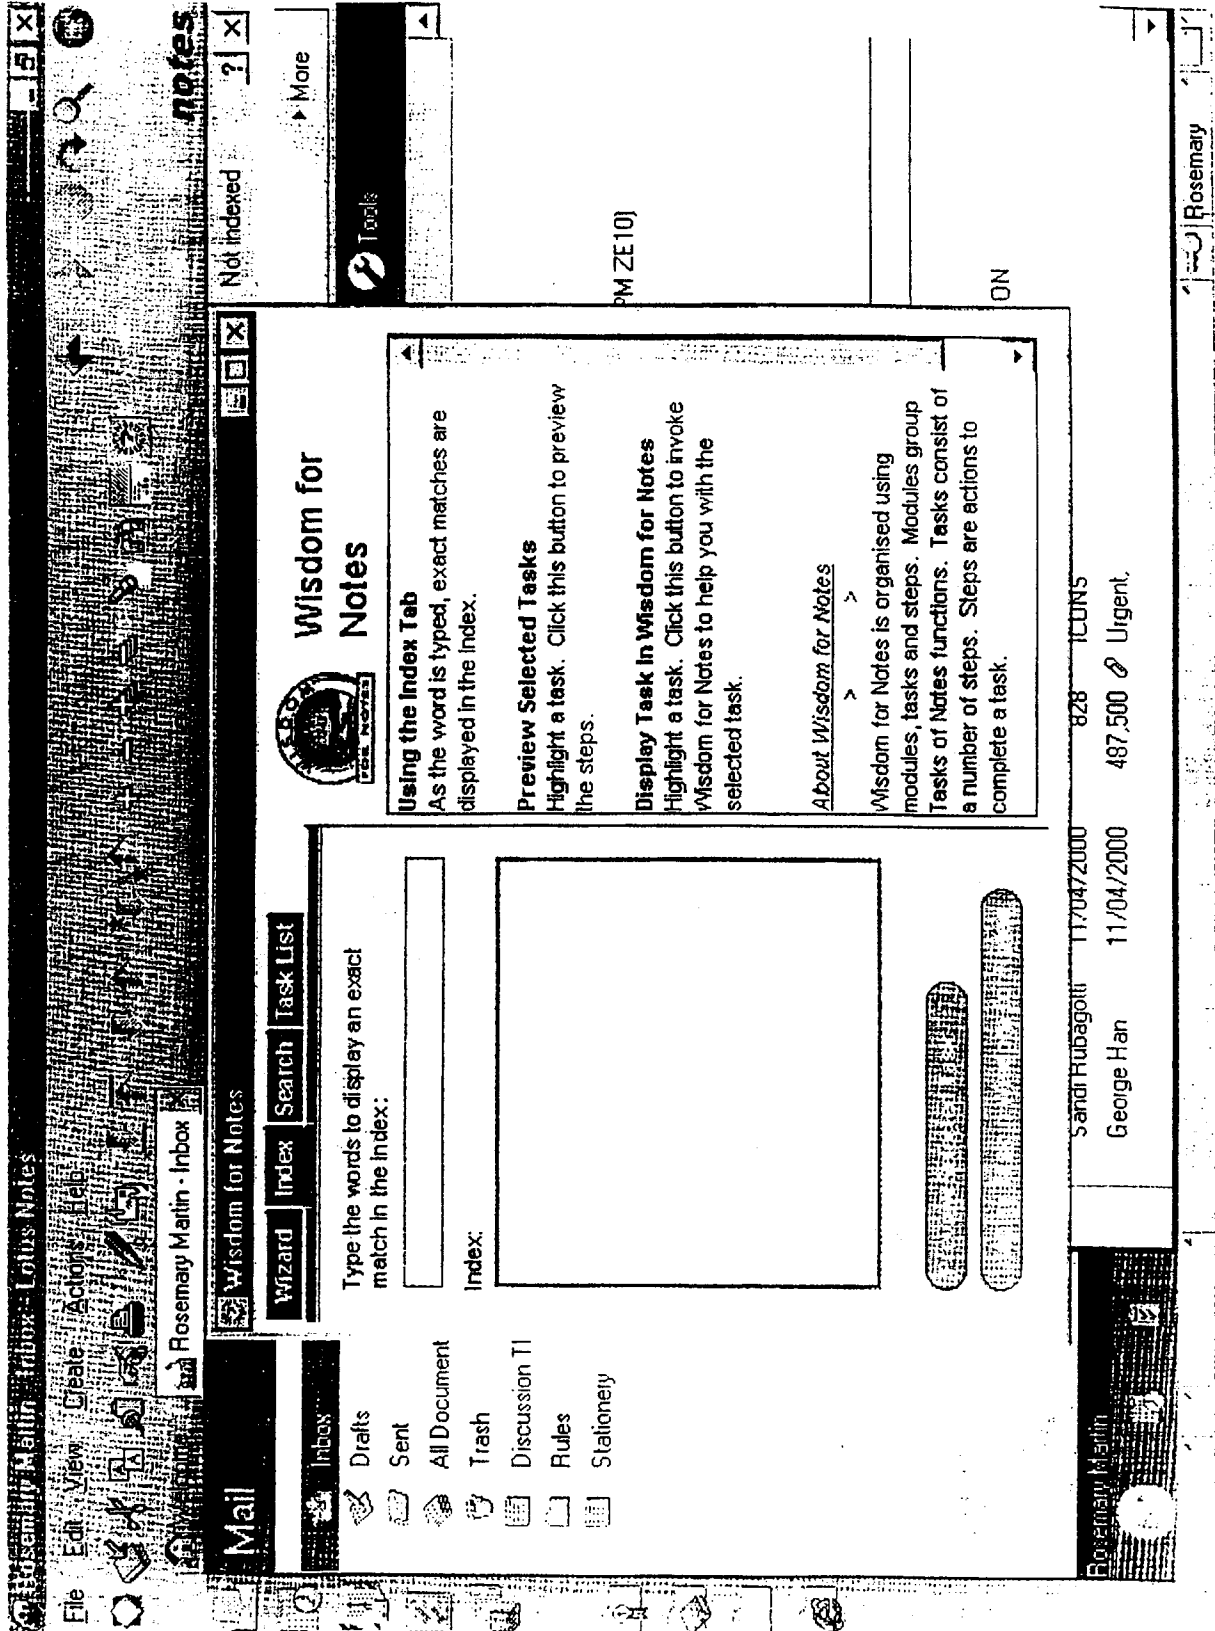 Rosemary Martin - Inbox - Lotus Notes
File Edit View Create Actions Help
Welcome
Rosemary Martin - Inbox
notes
Mail
Not indexed
More
Tools
Inbox
Drafts
Sent
All Document
Trash
Discussion T
Rules
Stationery
Wisdom for Notes
Wizard Index Search Task List
Type the words to display an exact
match in the index:
Index:
WISDOM
FOR NOTES
Wisdom for
Notes
Using the Index Tab
As the word is typed, exact matches are
displayed in the Index.
Preview Selected Tasks
Highlight a task. Click this button to preview
the steps.
Display Task in Wisdom for Notes
Highlight a task. Click this button to invoke
Wisdom for Notes to help you with the
selected task.
About Wisdom for Notes
> >
Wisdom for Notes is organised using
modules, tasks and steps. Modules group
Tasks of Notes functions. Tasks consist of
a number of steps. Steps are actions to
complete a task.
PM ZE10)
ON
Sandi Rubagotti 11/04/2000 828 ICONS
George Han 11/04/2000 487,500 Urgent.
Rosemary Martin
Rosemary